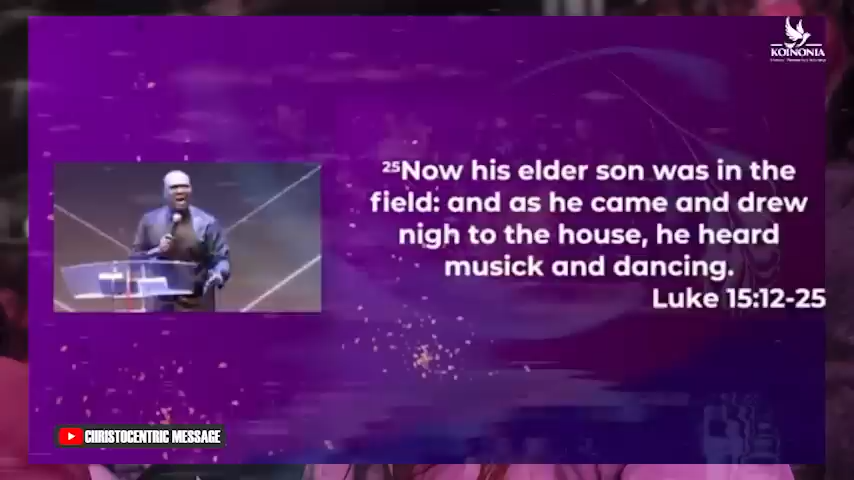 KOINONIA
²⁵Now his elder son was in the
field: and as he came and drew
nigh to the house, he heard
musick and dancing.
Luke 15:12-25
CHRISTOCENTRIC MESSAGE